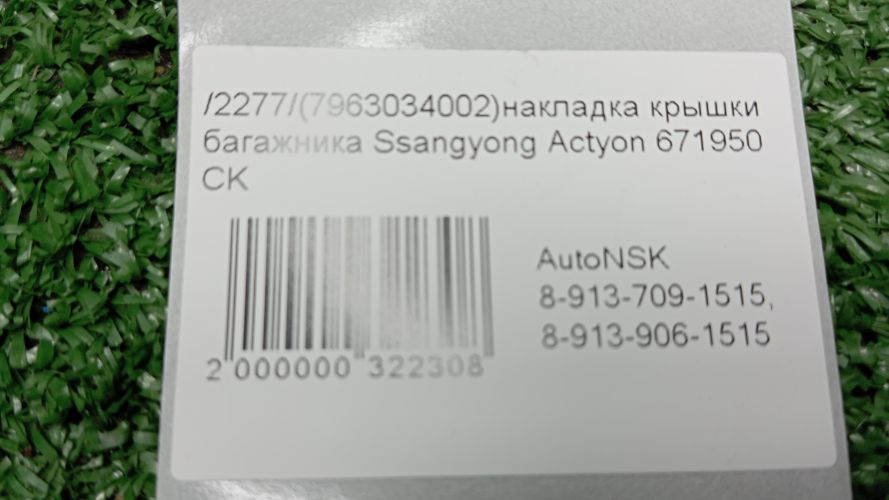 /2277/(7963034002)накладка крышки
багажника Ssangyong Actyon 671950
СК
AutoNSK
8-913-709-1515,
8-913-906-1515
2 000000 322308